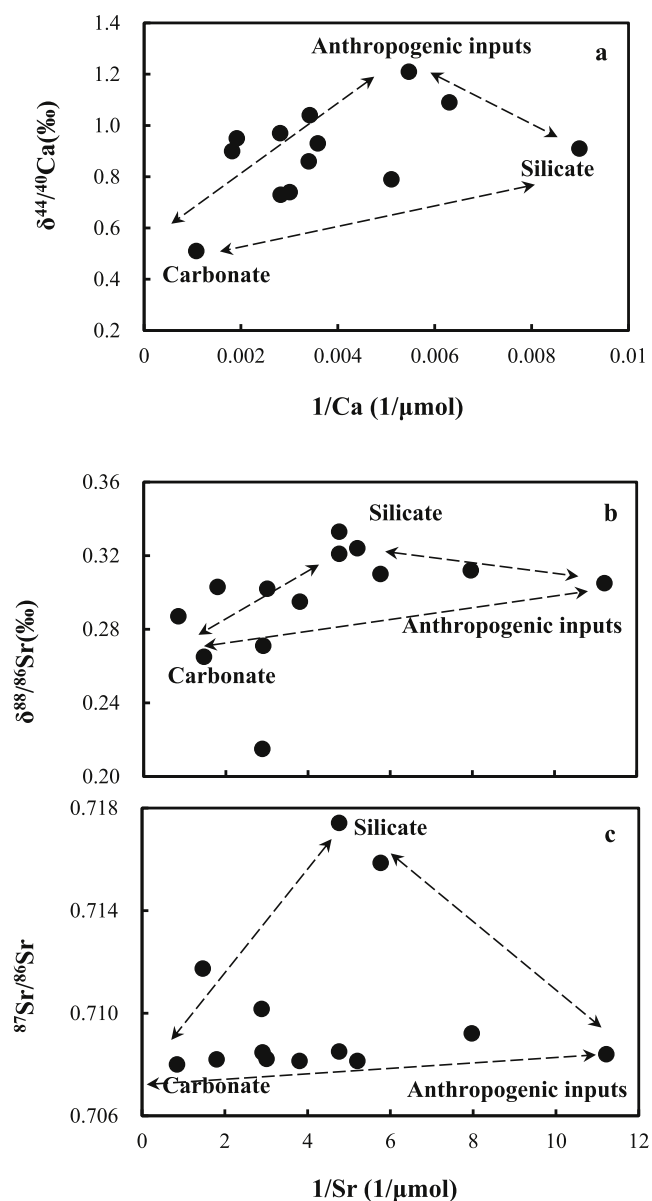 1.4
Anthropogenic inputs
a
1.2
1.0
0.8
0.6
0.4
0.2
δ⁴⁴/⁴⁰Ca(‰)
Silicate
Carbonate
0 0.002 0.004 0.006 0.008 0.01
1/Ca (1/μmol)
0.36
Silicate
b
0.32
0.28
0.24
0.20
δ⁸⁸/⁸⁶Sr(‰)
Anthropogenic inputs
Carbonate
0.718
Silicate
c
0.714
0.710
0.706
⁸⁷Sr/⁸⁶Sr
Carbonate
Anthropogenic inputs
0 2 4 6 8 10 12
1/Sr (1/μmol)